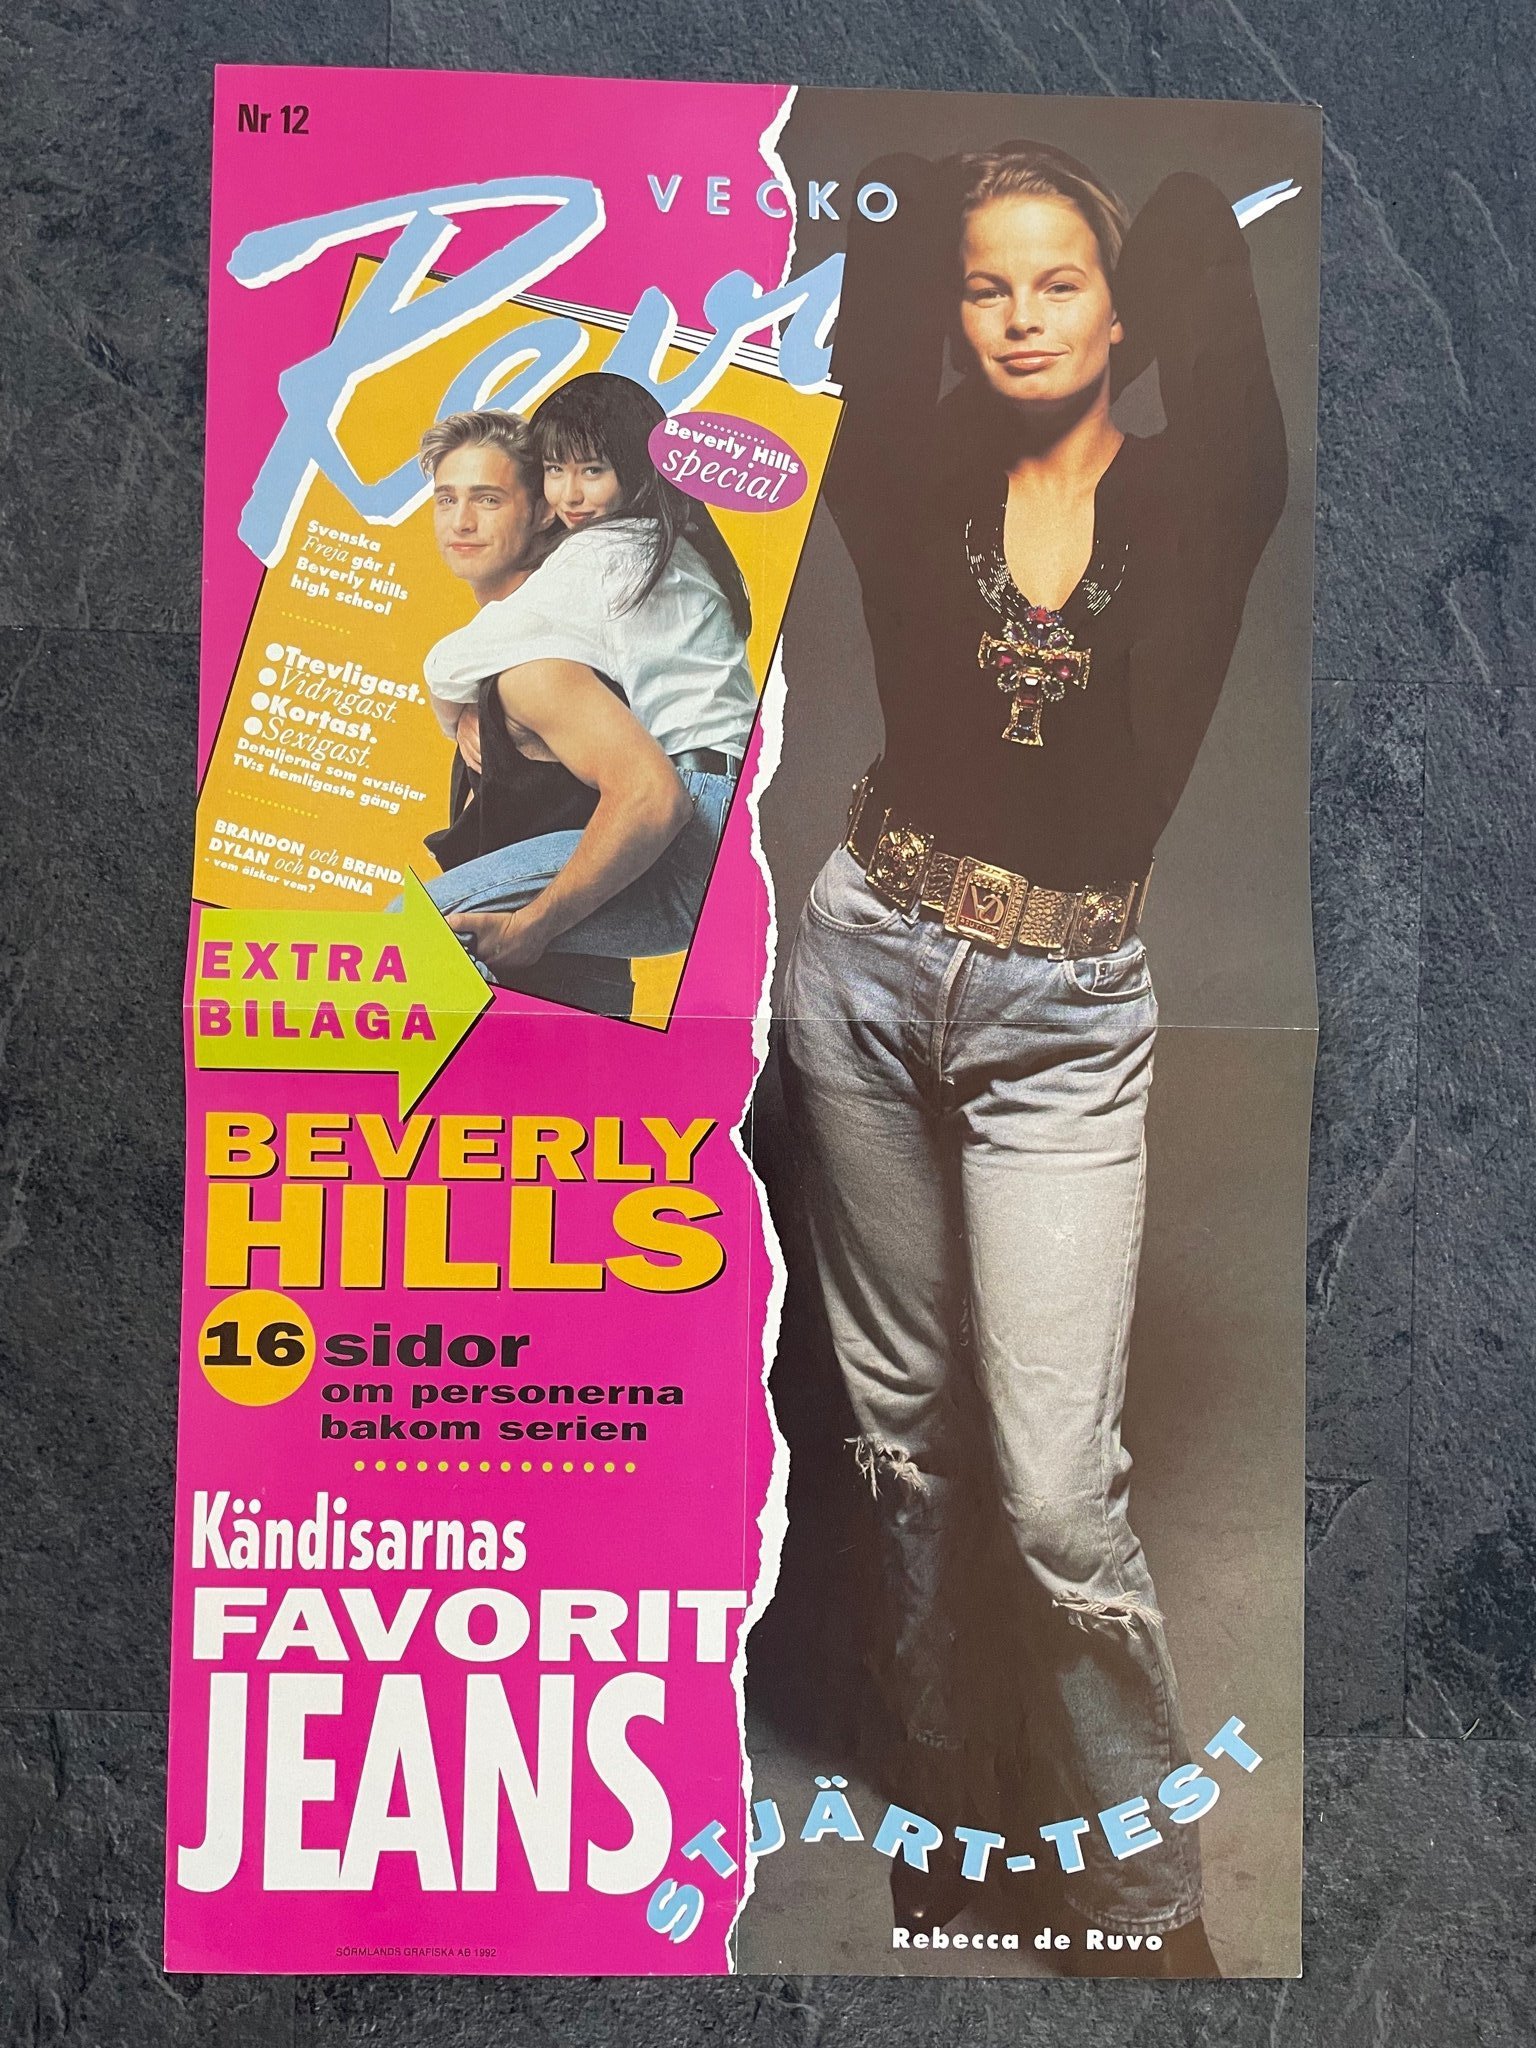 Nr 12
VECKO
Rev
Beverly Hills
special
Svenska
Freja går i
Beverly Hills
high school
●Trevligast.
●Vidrigast.
●Kortast.
●Sexigast.
Detaljerna som avslöjar
TV:s hemligaste gäng
BRANDON och BREND
DYLAN och DONNA
- vem älskar vem?
EXTRA
BILAGA
BEVERLY
HILLS
16 sidor
om personerna
bakom serien
Kändisarnas
FAVORIT
JEANS
STJÄRT-TEST
Rebecca de Ruvo
SÖRMLANDS GRAFISKA AB 1992